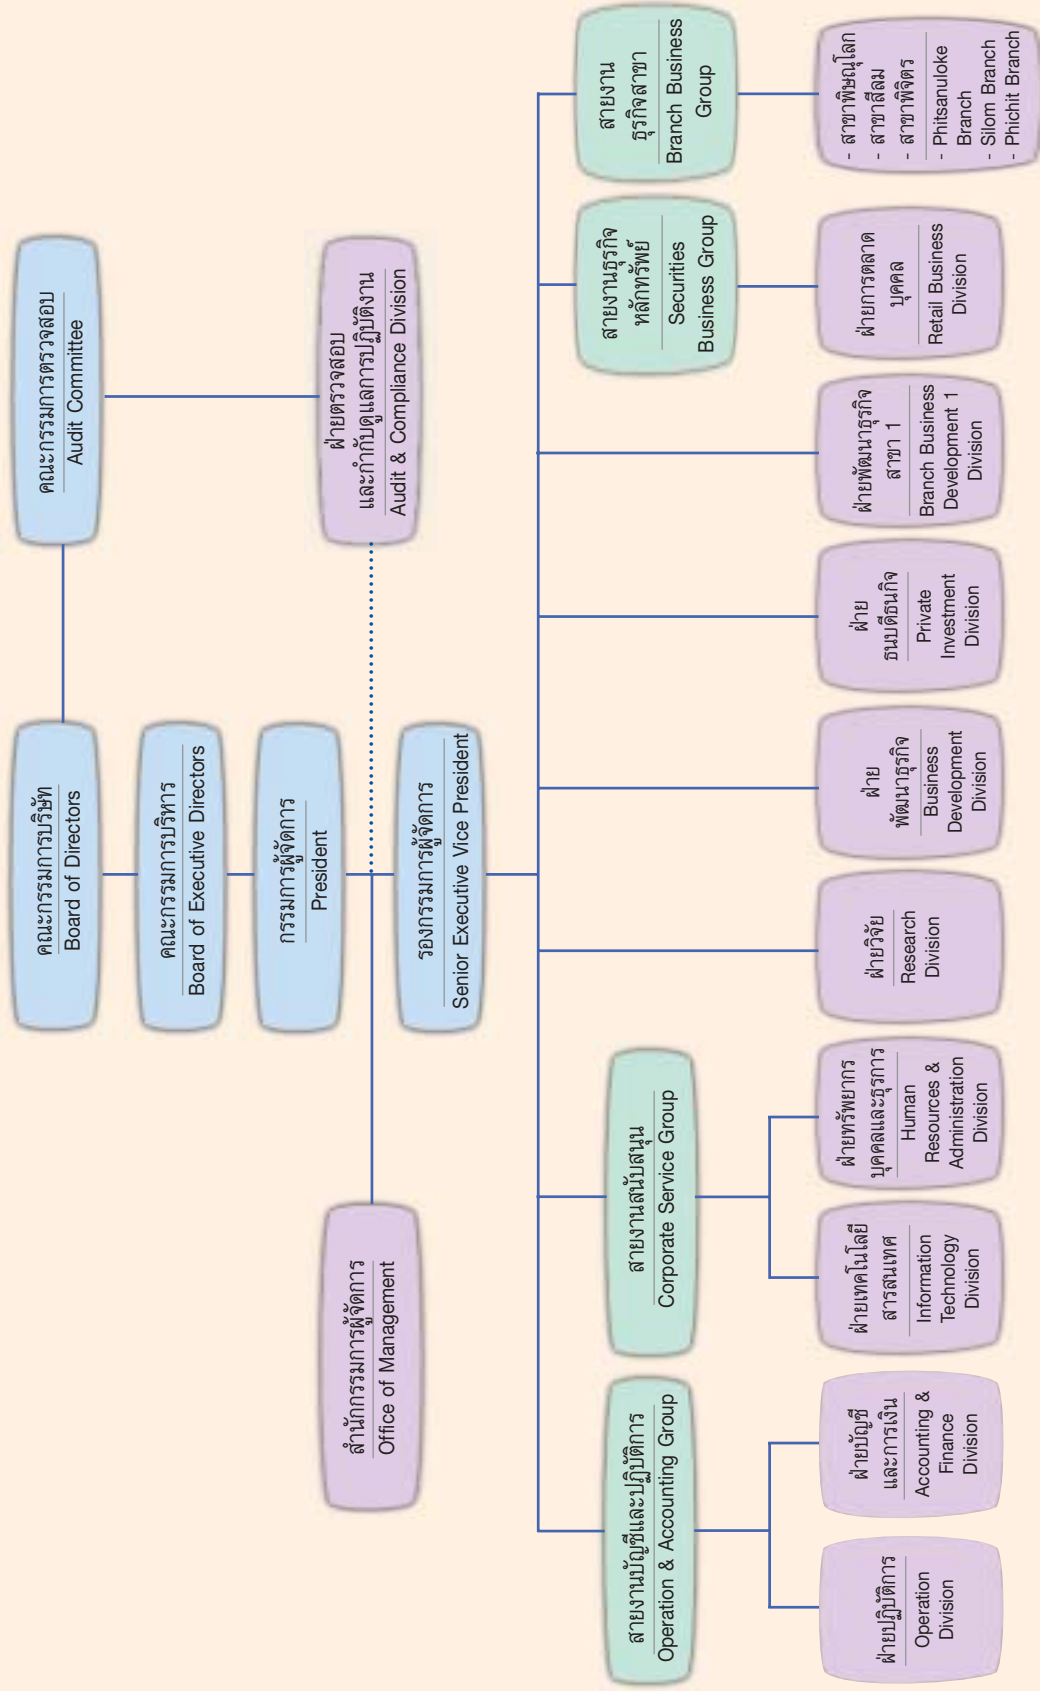 คณะกรรมการบริษัท
Board of Directors
คณะกรรมการตรวจสอบ
Audit Committee
คณะกรรมการบริหาร
Board of Executive Directors
กรรมการผู้จัดการ
President
สำนักกรรมการผู้จัดการ
Office of Management
ฝ่ายตรวจสอบ
และกำกับดูแลการปฏิบัติงาน
Audit & Compliance Division
รองกรรมการผู้จัดการ
Senior Executive Vice President
สายงานบัญชีและปฏิบัติการ
Operation & Accounting Group
สายงานสนับสนุน
Corporate Service Group
สายงานธุรกิจ
หลักทรัพย์
Securities
Business Group
สายงาน
ธุรกิจสาขา
Branch Business
Group
ฝ่ายปฏิบัติการ
Operation
Division
ฝ่ายบัญชี
และการเงิน
Accounting &
Finance
Division
ฝ่ายเทคโนโลยี
สารสนเทศ
Information
Technology
Division
ฝ่ายทรัพยากร
บุคคลและธุรการ
Human
Resources &
Administration
Division
ฝ่ายวิจัย
Research
Division
ฝ่าย
พัฒนาธุรกิจ
Business
Development
Division
ฝ่าย
ธนบดีธนกิจ
Private
Investment
Division
ฝ่ายพัฒนาธุรกิจ
สาขา 1
Branch Business
Development 1
Division
ฝ่ายการตลาด
บุคคล
Retail Business
Division
- สาขาพิษณุโลก
- สาขาสีลม
- สาขาพิจิตร
- Phitsanuloke
Branch
- Silom Branch
- Phichit Branch